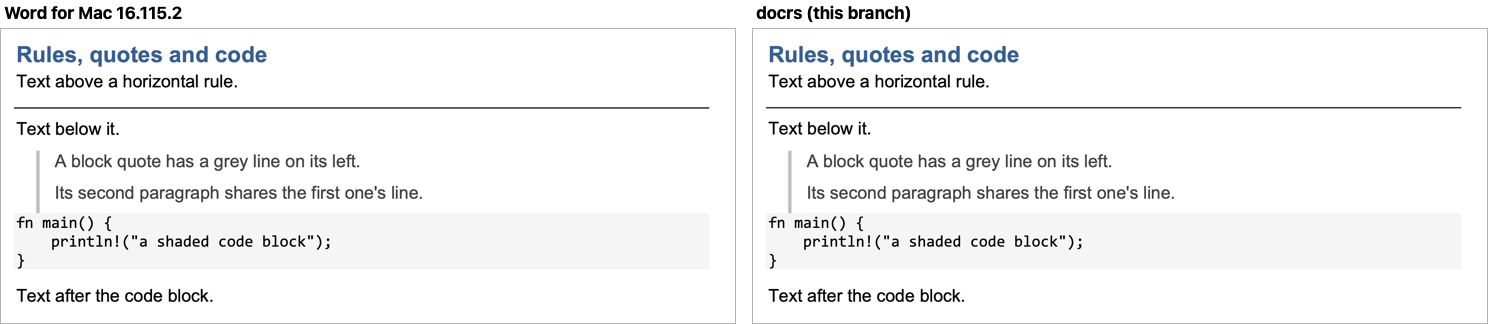 Word for Mac 16.115.2
Rules, quotes and code
Text above a horizontal rule.
Text below it.
A block quote has a grey line on its left.
Its second paragraph shares the first one's line.
fn main() {
    println!("a shaded code block");
}
Text after the code block.
docrs (this branch)
Rules, quotes and code
Text above a horizontal rule.
Text below it.
A block quote has a grey line on its left.
Its second paragraph shares the first one's line.
fn main() {
    println!("a shaded code block");
}
Text after the code block.